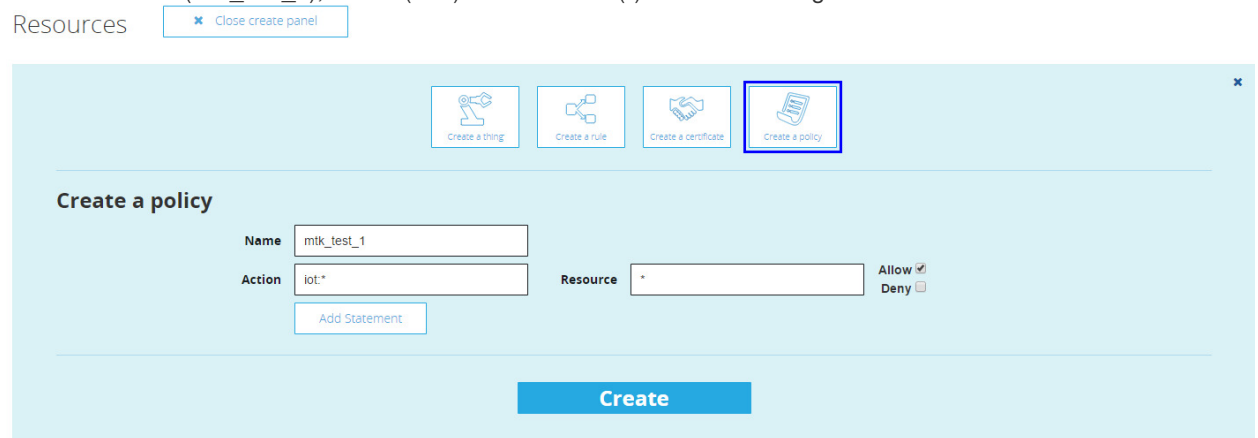 Resources
✖ Close create panel
✖
Create a thing
Create a rule
Create a certificate
Create a policy
Create a policy
Name mtk_test_1
Action iot:* Resource * Allow
Deny
Add Statement
Create